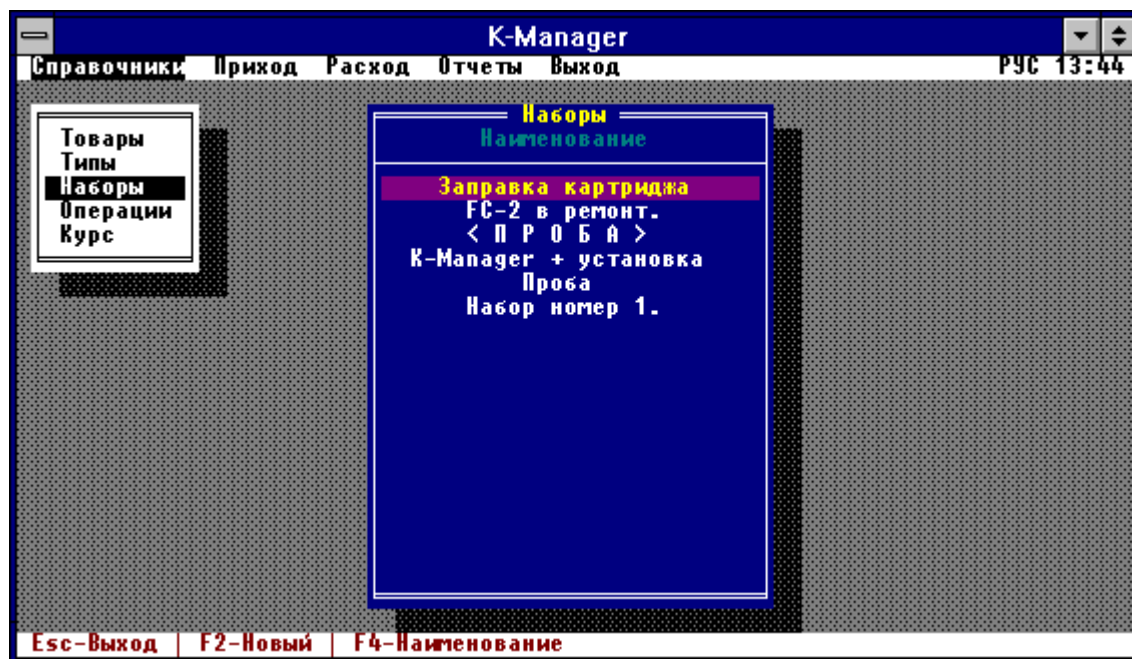 K-Manager
Справочники Приход Расход Отчеты Выход РУС 13:44
Товары
Типы
Наборы
Операции
Курс
Наборы
Наименование
Заправка картриджа
FC-2 в ремонт.
< П Р О Б А >
K-Manager + установка
Проба
Набор номер 1.
Esc-Выход | F2-Новый | F4-Наименование